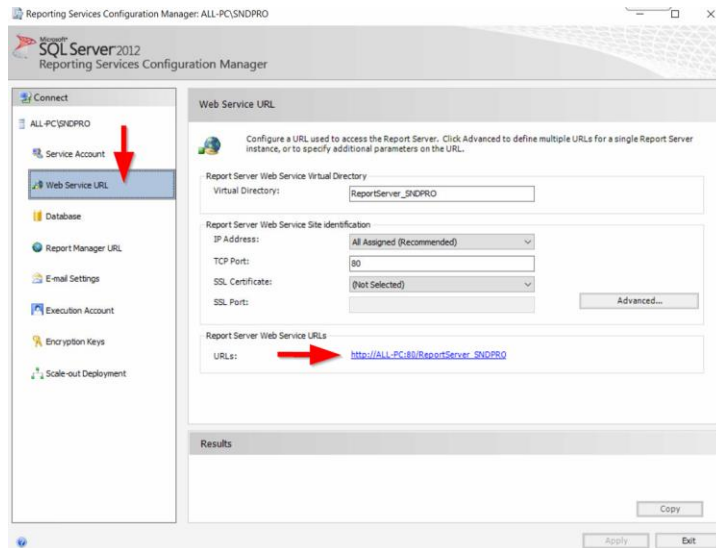 Reporting Services Configuration Manager: ALL-PC\SNDPRO
Microsoft
SQL Server 2012
Reporting Services Configuration Manager
Connect
ALL-PC\SNDPRO
Service Account
Web Service URL
Database
Report Manager URL
E-mail Settings
Execution Account
Encryption Keys
Scale-out Deployment
Web Service URL
Configure a URL used to access the Report Server. Click Advanced to define multiple URLs for a single Report Server
instance, or to specify additional parameters on the URL.
Report Server Web Service Virtual Directory
Virtual Directory: ReportServer_SNDPRO
Report Server Web Service Site identification
IP Address: All Assigned (Recommended)
TCP Port: 80
SSL Certificate: (Not Selected)
SSL Port:
Advanced...
Report Server Web Service URLs
URLs: http://ALL-PC:80/ReportServer_SNDPRO
Results
Copy
Apply Exit